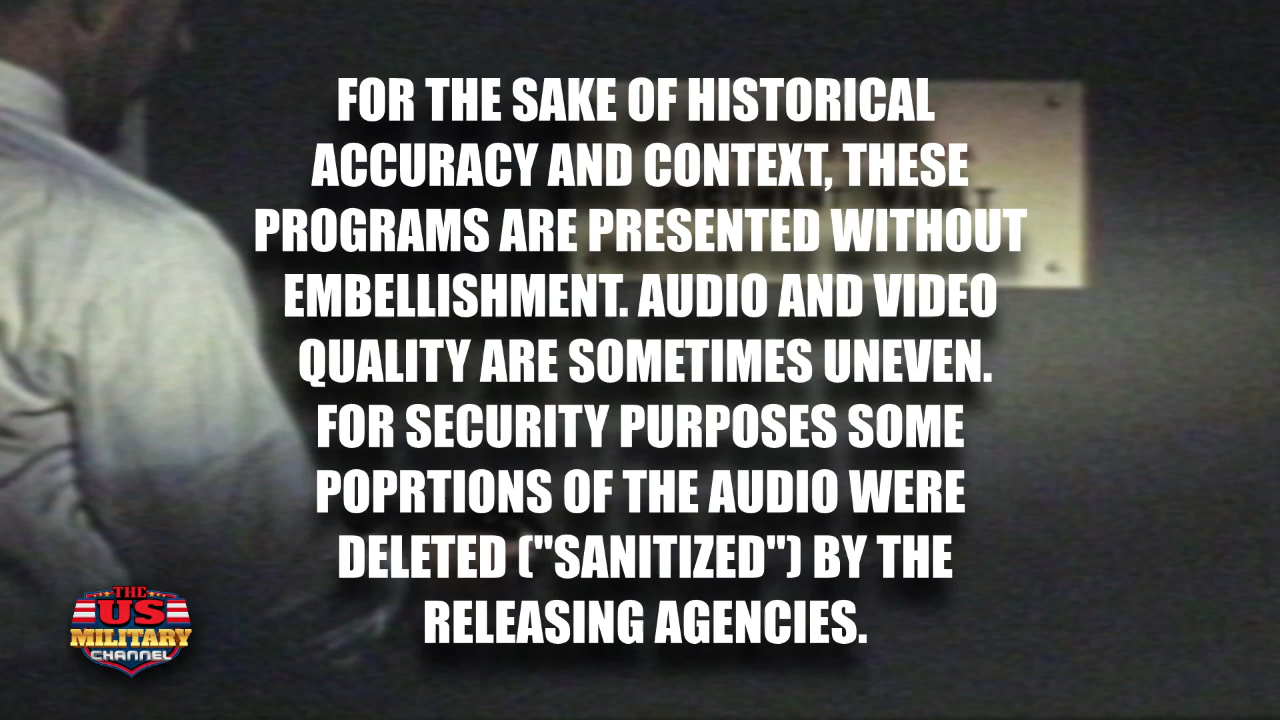 FOR THE SAKE OF HISTORICAL
ACCURACY AND CONTEXT, THESE
PROGRAMS ARE PRESENTED WITHOUT
EMBELLISHMENT. AUDIO AND VIDEO
QUALITY ARE SOMETIMES UNEVEN.
FOR SECURITY PURPOSES SOME
POPRTIONS OF THE AUDIO WERE
DELETED ("SANITIZED") BY THE
RELEASING AGENCIES.
THE
US
MILITARY
CHANNEL